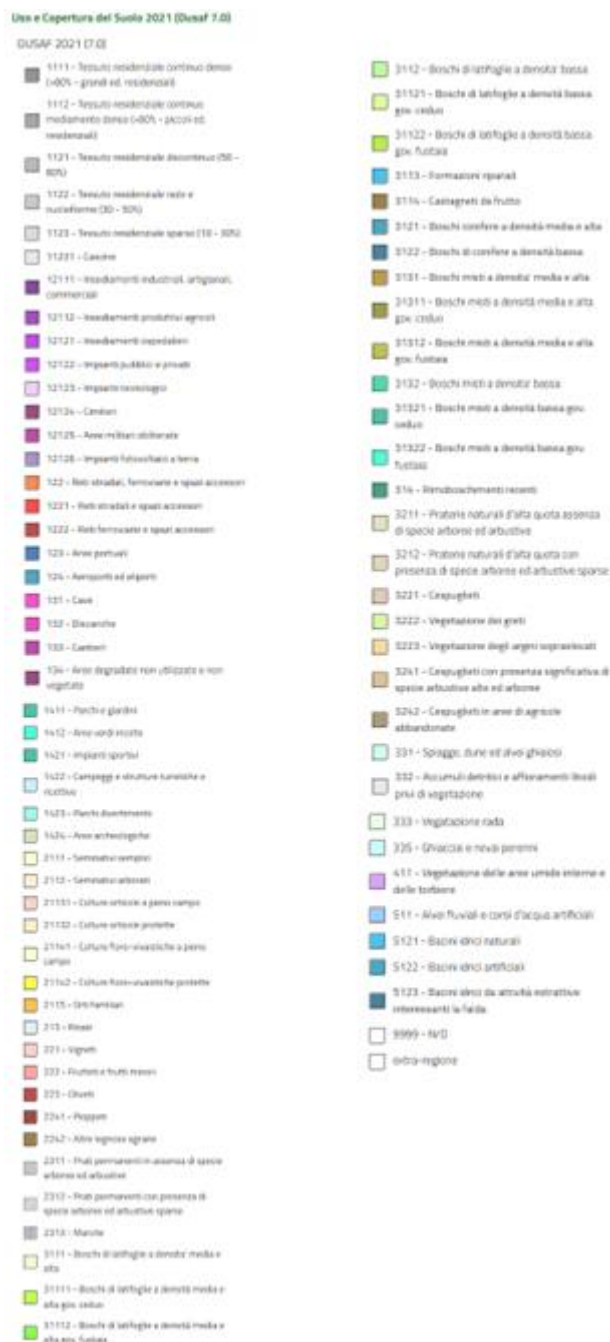 Uso e Copertura del Suolo 2021 (Dusaf 7.0)
DUSAF 2021 (7.0)
1111 - Tessuto residenziale continuo denso
(>80% - grandi ed. residenziali)
1112 - Tessuto residenziale continuo
mediamente denso (>80% - piccoli ed.
residenziali)
1121 - Tessuto residenziale discontinuo (50 -
80%)
1122 - Tessuto residenziale rado e
nucleiforme (30 - 50%)
1123 - Tessuto residenziale sparso (10 - 30%)
11231 - Cascine
12111 - Insediamenti industriali, artigianali,
commerciali
12112 - Insediamenti produttivi agricoli
12121 - Insediamenti ospedalieri
12122 - Impianti pubblici e privati
12123 - Impianti tecnologici
12124 - Cimiteri
12125 - Aree militari obliterate
12126 - Impianti fotovoltaici a terra
122 - Reti stradali, ferroviarie e spazi accessori
1221 - Reti stradali e spazi accessori
1222 - Reti ferroviarie e spazi accessori
123 - Aree portuali
124 - Aeroporti ed eliporti
131 - Cave
132 - Discariche
133 - Cantieri
134 - Aree degradate non utilizzate e non
vegetate
1411 - Parchi e giardini
1412 - Aree verdi incolte
1421 - Impianti sportivi
1422 - Campeggi e strutture turistiche e
ricettive
1423 - Parchi divertimento
1424 - Aree archeologiche
2111 - Seminativi semplici
2112 - Seminativi arborati
21131 - Colture orticole a pieno campo
21132 - Colture orticole protette
21141 - Colture floro-vivaistiche a pieno
campo
21142 - Colture floro-vivaistiche protette
2115 - Orti familiari
213 - Risaie
221 - Vigneti
222 - Frutteti e frutti minori
223 - Oliveti
2241 - Pioppeti
2242 - Altre legnose agrarie
2311 - Prati permanenti in assenza di specie
arboree ed arbustive
2312 - Prati permanenti con presenza di
specie arboree ed arbustive sparse
2313 - Marcite
3111 - Boschi di latifoglie a densita' media e
alta
31111 - Boschi di latifoglie a densità media e
alta gov. ceduo
31112 - Boschi di latifoglie a densità media e
alta gov. fustaia
3112 - Boschi di latifoglie a densita' bassa
31121 - Boschi di latifoglie a densità bassa
gov. ceduo
31122 - Boschi di latifoglie a densità bassa
gov. fustaia
3113 - Formazioni ripariali
3114 - Castagneti da frutto
3121 - Boschi conifere a densità media e alta
3122 - Boschi di conifere a densità bassa
3131 - Boschi misti a densita' media e alta
31311 - Boschi misti a densità media e alta
gov. ceduo
31312 - Boschi misti a densità media e alta
gov. fustaia
3132 - Boschi misti a densita' bassa
31321 - Boschi misti a densità bassa gov.
ceduo
31322 - Boschi misti a densità bassa gov.
fustaia
314 - Rimboschimenti recenti
3211 - Praterie naturali d'alta quota assenza
di specie arboree ed arbustive
3212 - Praterie naturali d'alta quota con
presenza di specie arboree ed arbustive sparse
3221 - Cespuglieti
3222 - Vegetazione dei greti
3223 - Vegetazione degli argini sopraelevati
3241 - Cespuglieti con presenza significativa di
specie arbustive alte ed arboree
3242 - Cespuglieti in aree di agricole
abbandonate
331 - Spiagge, dune ed alvei ghiaiosi
332 - Accumuli detritici e affioramenti litoidi
privi di vegetazione
333 - Vegetazione rada
335 - Ghiacciai e nevai perenni
411 - Vegetazione delle aree umide interne e
delle torbiere
511 - Alvei fluviali e corsi d'acqua artificiali
5121 - Bacini idrici naturali
5122 - Bacini idrici artificiali
5123 - Bacini idrici da attività estrattive
interessanti la falda
9999 - N/D
extra-regione